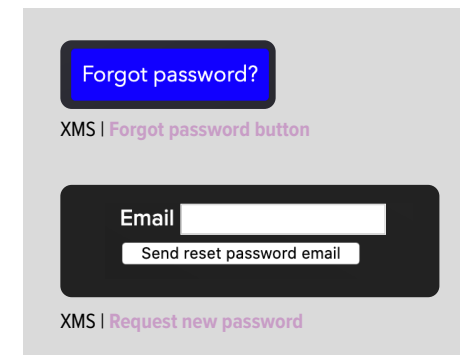 Forgot password?
XMS | Forgot password button
Email
Send reset password email
XMS | Request new password